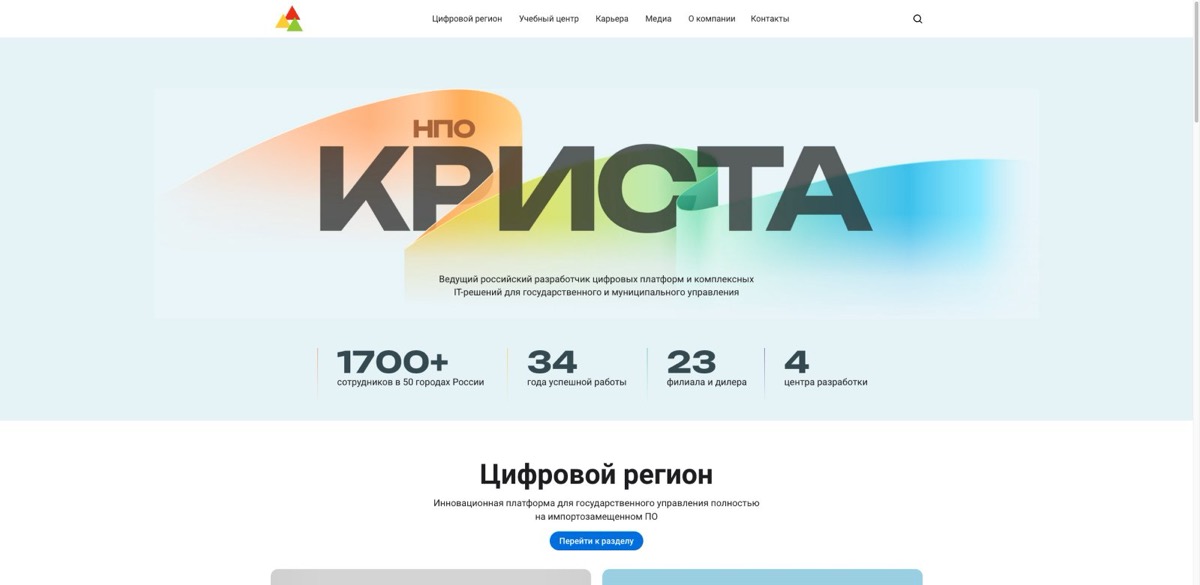 Цифровой регион Учебный центр Карьера Медиа О компании Контакты
НПО
КРИСТА
Ведущий российский разработчик цифровых платформ и комплексных
IT-решений для государственного и муниципального управления
1700+ 34 23 4
сотрудников в 50 городах России года успешной работы филиала и дилера центра разработки
Цифровой регион
Инновационная платформа для государственного управления полностью
на импортозамещенном ПО
Перейти к разделу